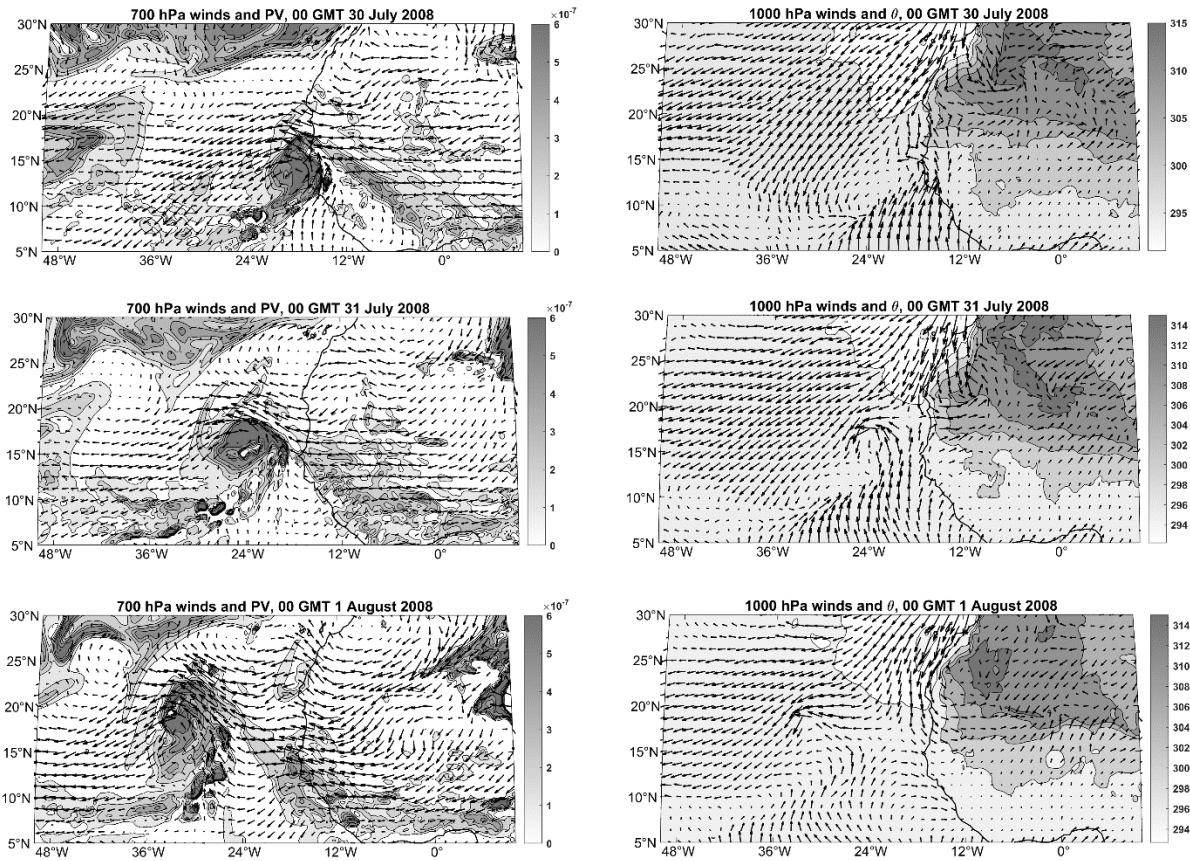 700 hPa winds and PV, 00 GMT 30 July 2008
×10⁻⁷
30°N
25°N
20°N
15°N
10°N
5°N
48°W 36°W 24°W 12°W 0°
6
5
4
3
2
1
0
1000 hPa winds and θ, 00 GMT 30 July 2008
30°N
25°N
20°N
15°N
10°N
5°N
48°W 36°W 24°W 12°W 0°
315
310
305
300
295
700 hPa winds and PV, 00 GMT 31 July 2008
×10⁻⁷
30°N
25°N
20°N
15°N
10°N
5°N
48°W 36°W 24°W 12°W 0°
6
5
4
3
2
1
0
1000 hPa winds and θ, 00 GMT 31 July 2008
30°N
25°N
20°N
15°N
10°N
5°N
48°W 36°W 24°W 12°W 0°
314
312
310
308
306
304
302
300
298
296
294
700 hPa winds and PV, 00 GMT 1 August 2008
×10⁻⁷
30°N
25°N
20°N
15°N
10°N
5°N
48°W 36°W 24°W 12°W 0°
6
5
4
3
2
1
0
1000 hPa winds and θ, 00 GMT 1 August 2008
30°N
25°N
20°N
15°N
10°N
5°N
48°W 36°W 24°W 12°W 0°
314
312
310
308
306
304
302
300
298
296
294